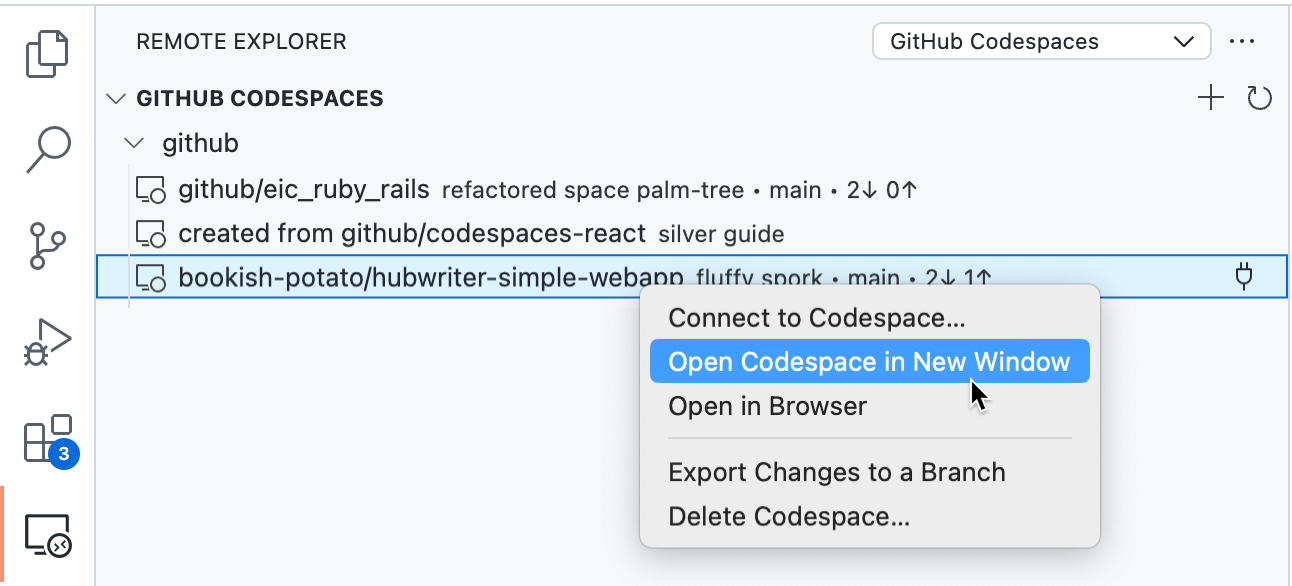 REMOTE EXPLORER
GitHub Codespaces
GITHUB CODESPACES
github
github/eic_ruby_rails refactored space palm-tree • main • 2↓ 0↑
created from github/codespaces-react silver guide
bookish-potato/hubwriter-simple-webapp fluffy spork • main • 2↓ 1↑
Connect to Codespace...
Open Codespace in New Window
Open in Browser
Export Changes to a Branch
Delete Codespace...
3